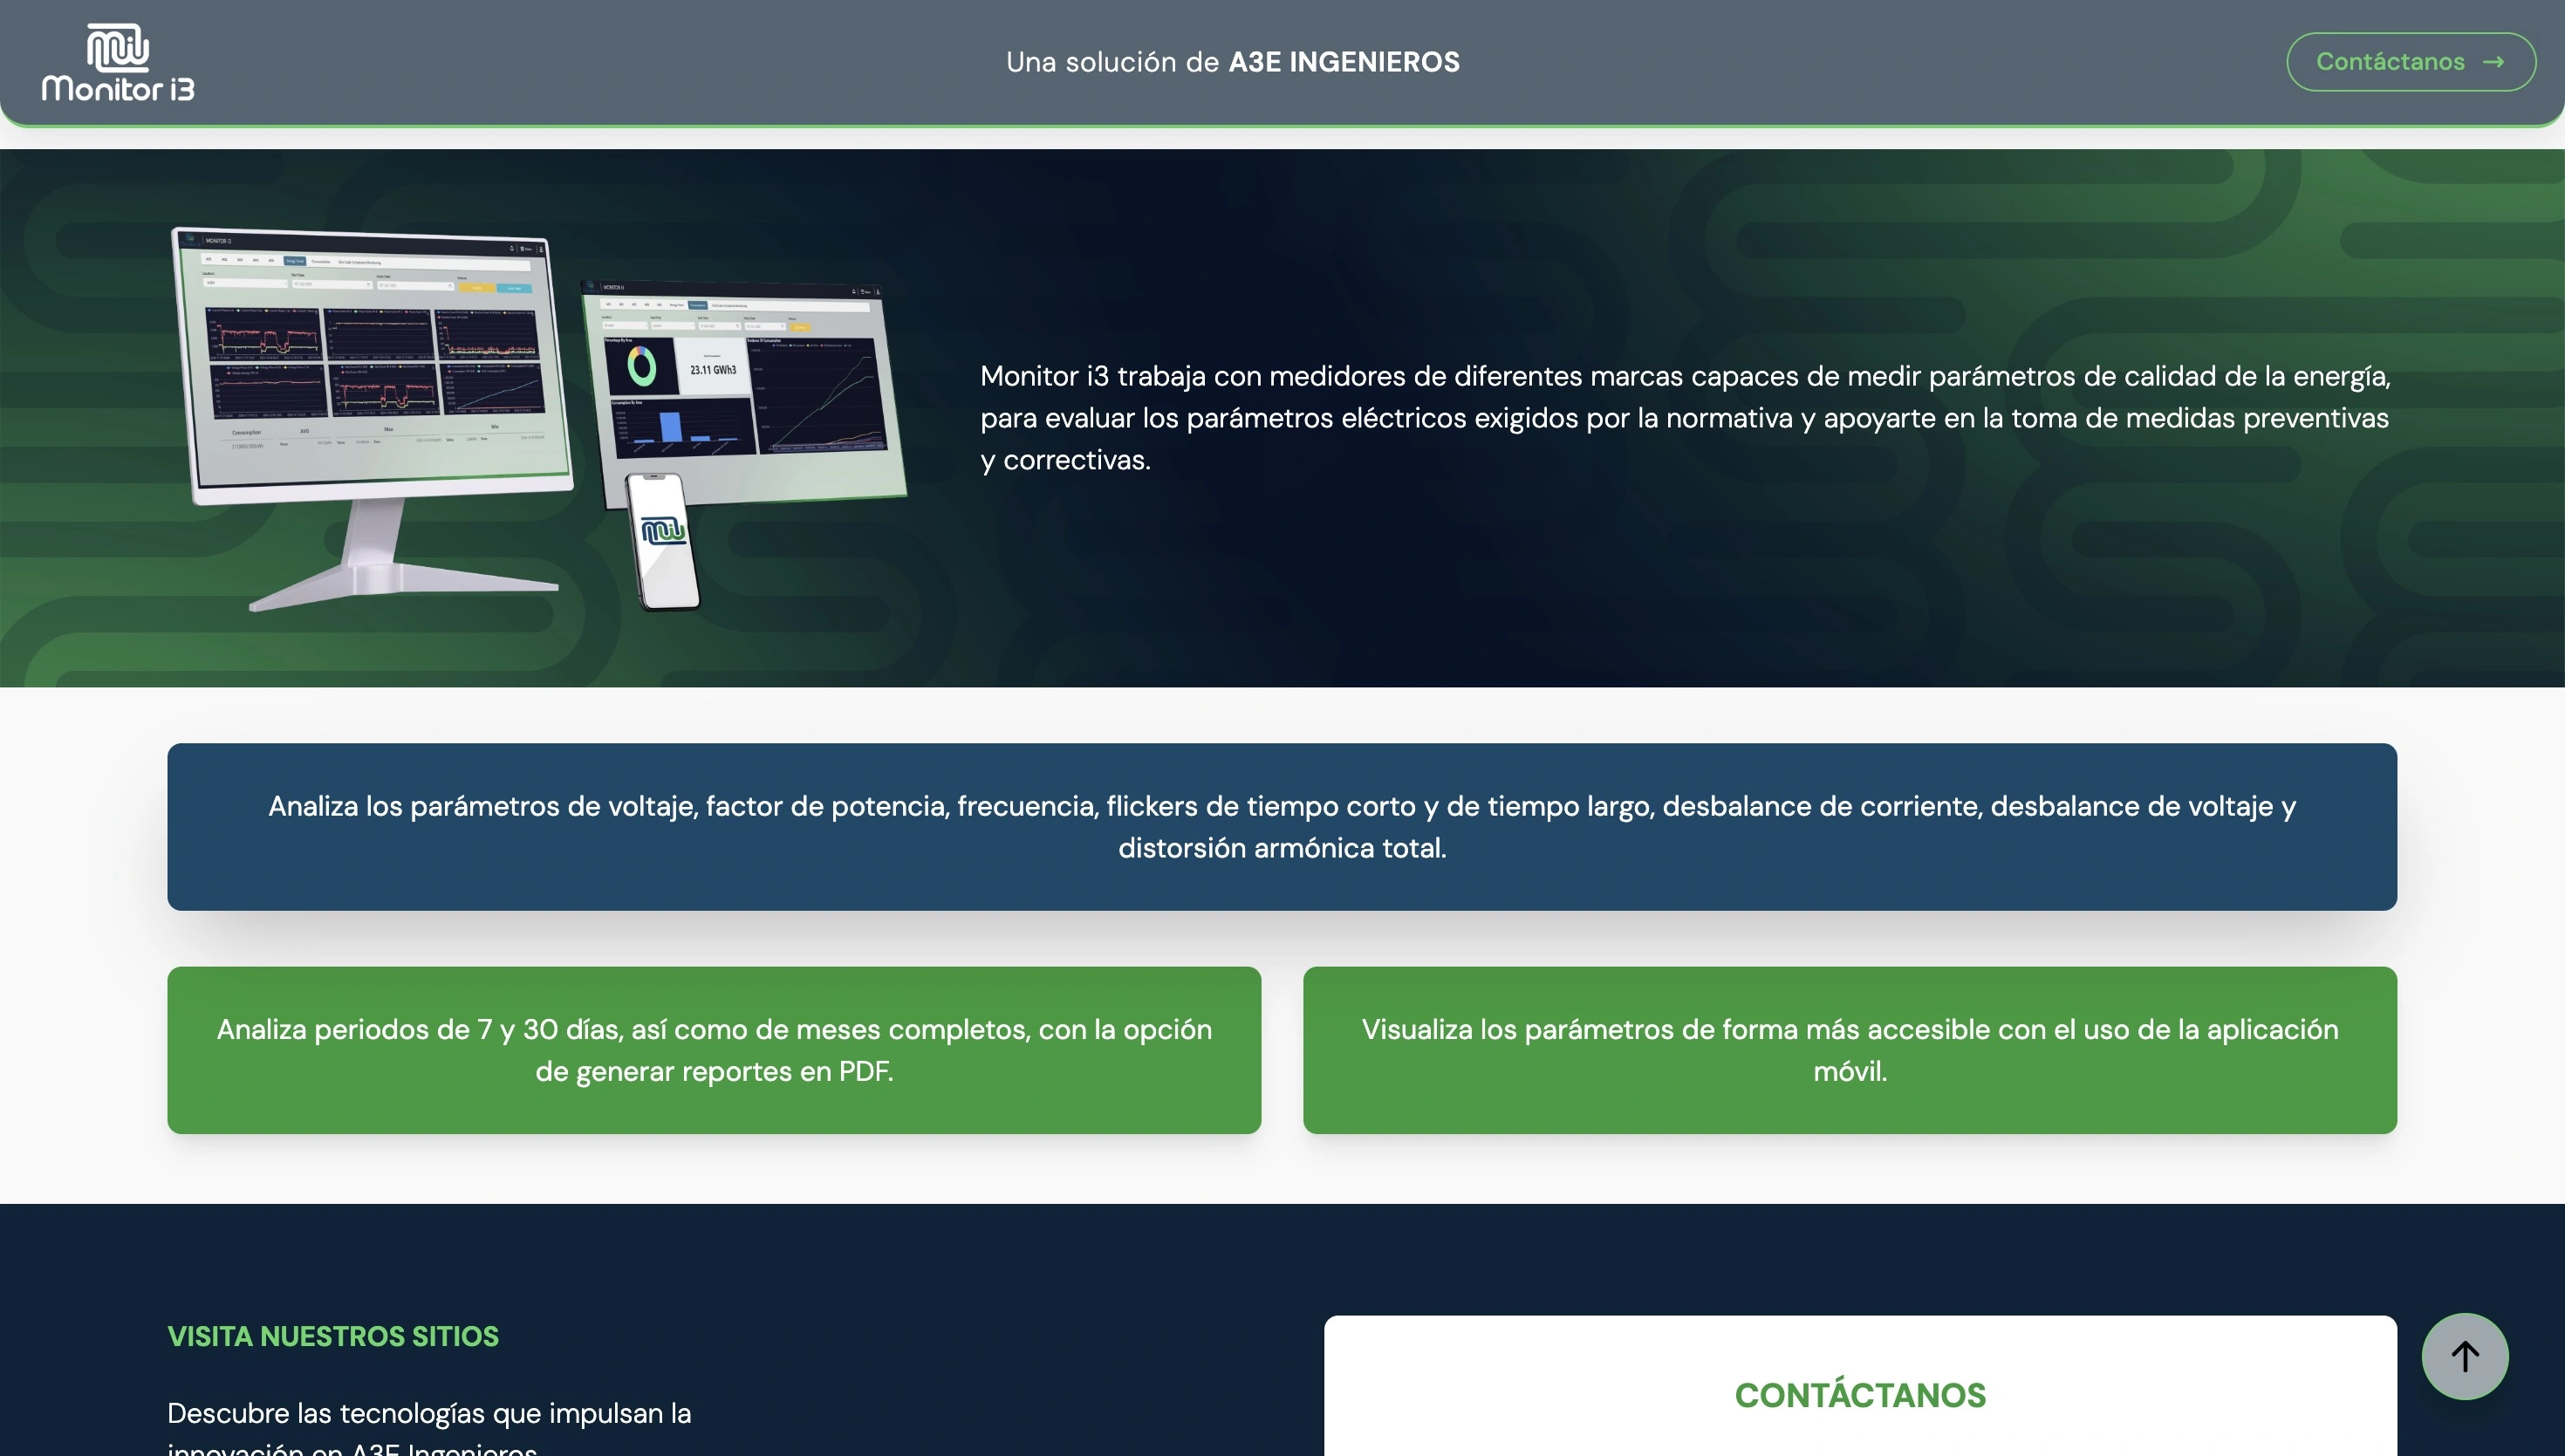 Monitor i3
Una solución de A3E INGENIEROS
Contáctanos
MONITOR i3
MONITOR i3
23.11 GWh3
Monitor i3 trabaja con medidores de diferentes marcas capaces de medir parámetros de calidad de la energía,
para evaluar los parámetros eléctricos exigidos por la normativa y apoyarte en la toma de medidas preventivas
y correctivas.
Analiza los parámetros de voltaje, factor de potencia, frecuencia, flickers de tiempo corto y de tiempo largo, desbalance de corriente, desbalance de voltaje y
distorsión armónica total.
Analiza periodos de 7 y 30 días, así como de meses completos, con la opción
de generar reportes en PDF.
Visualiza los parámetros de forma más accesible con el uso de la aplicación
móvil.
VISITA NUESTROS SITIOS
Descubre las tecnologías que impulsan la
innovación en A3E Ingenieros
CONTÁCTANOS